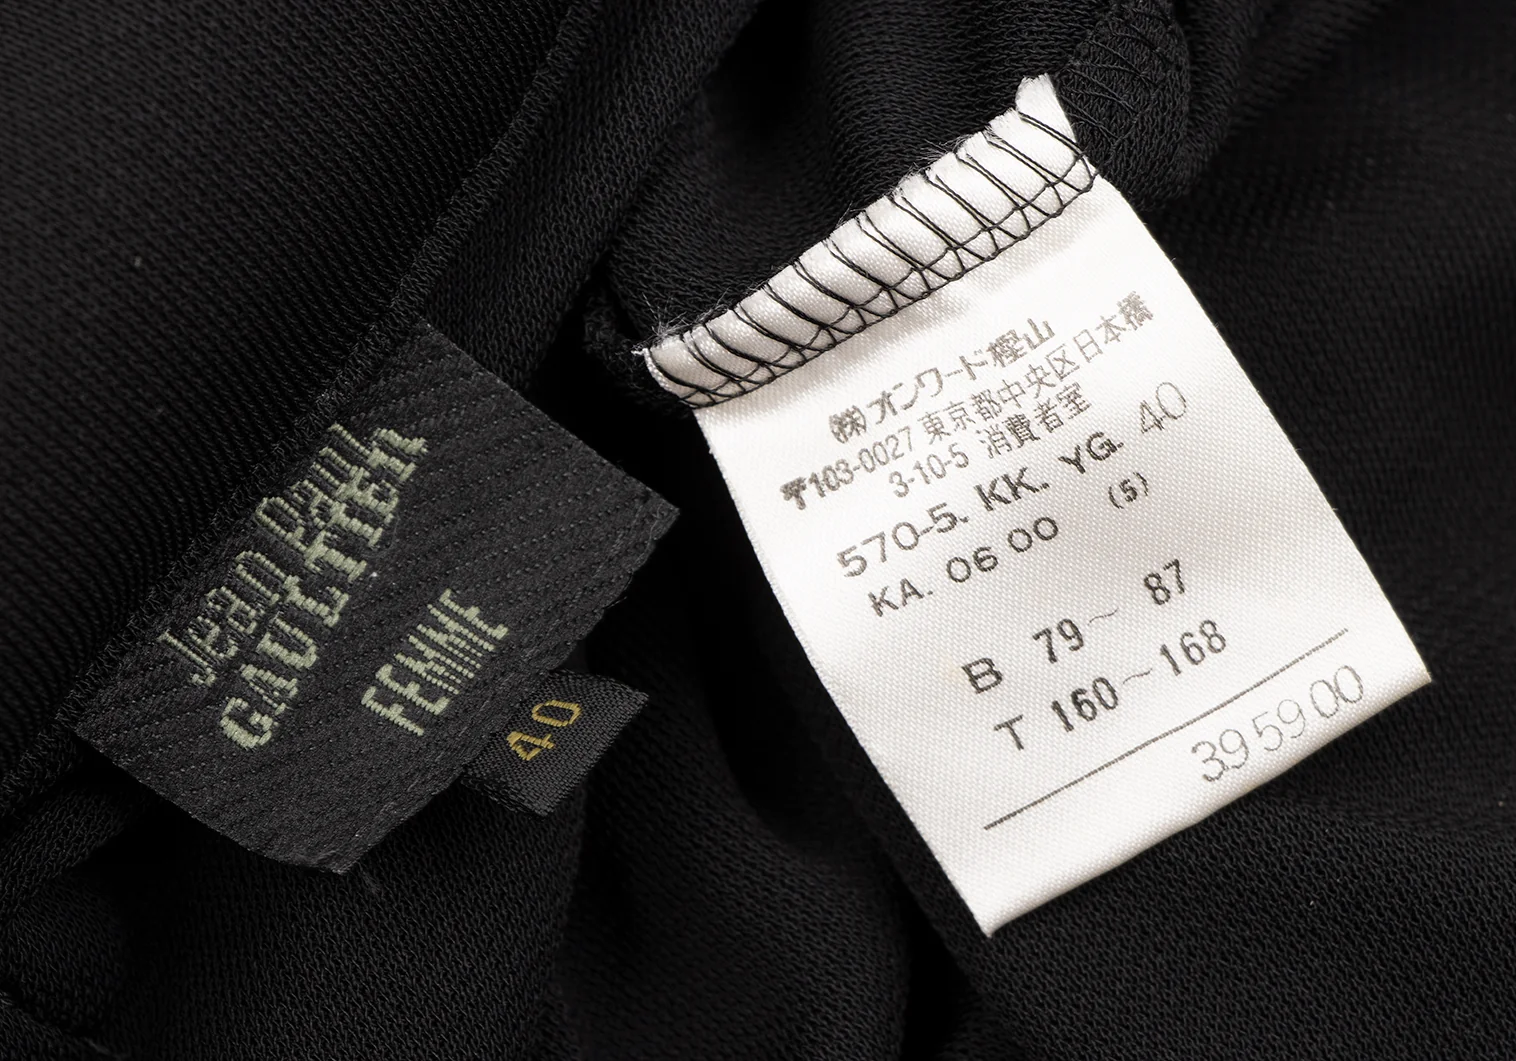 Jean Paul
GAULTIER
FEMME
40
㈱オンワード樫山
〒103-0027 東京都中央区日本橋
3-10-5 消費者室
570-5. KK. YG. 40
KA. 06 00 (5)
B 79~ 87
T 160~168
395900